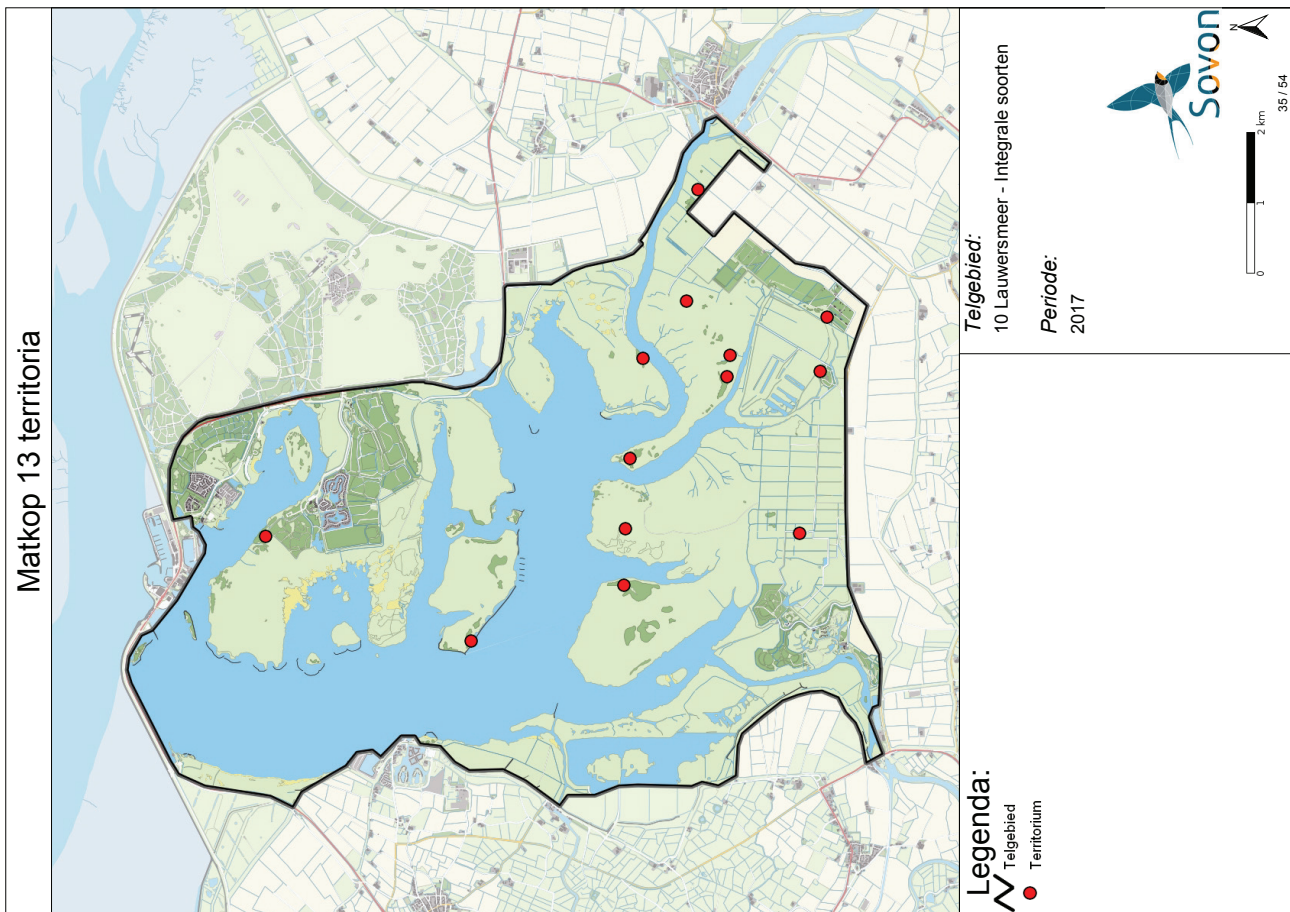 Matkop 13 territoria
Legenda:
Telgebied
Territorium
Telgebied:
10 Lauwersmeer - Integrale soorten
Periode:
2017
Sovon
N
0 1 2 km
35 / 54